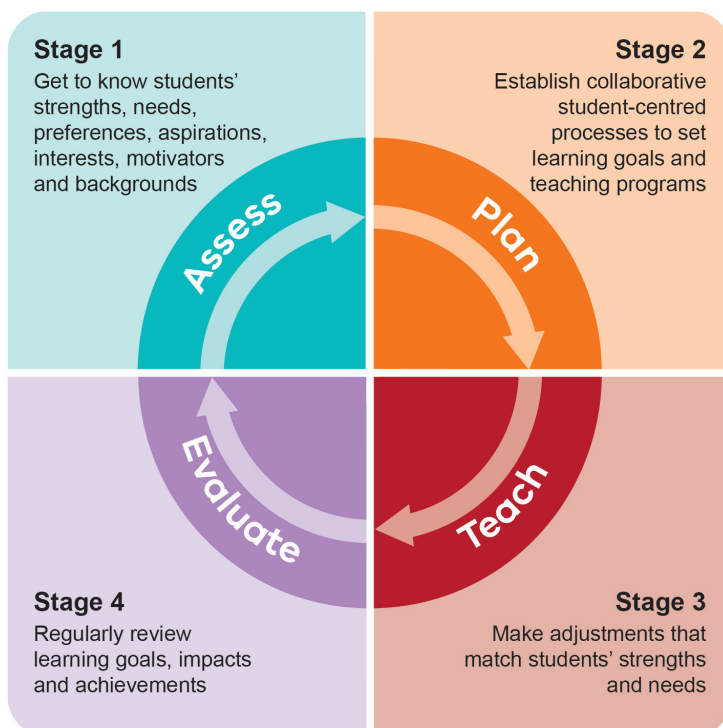 Stage 1
Get to know students’
strengths, needs,
preferences, aspirations,
interests, motivators
and backgrounds
Assess
Stage 2
Establish collaborative
student-centred
processes to set
learning goals and
teaching programs
Plan
Teach
Stage 3
Make adjustments that
match students’ strengths
and needs
Evaluate
Stage 4
Regularly review
learning goals, impacts
and achievements